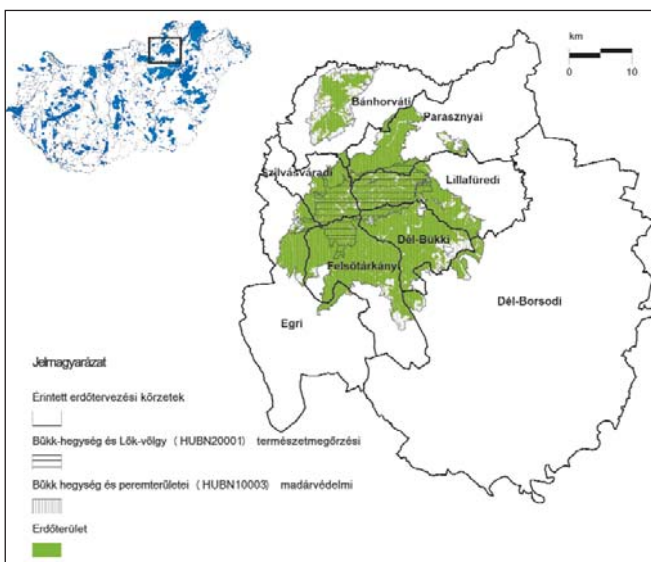 km
0 10
Bánhorváti
Parasznyai
Szilvásváradi
Lillafüredi
Dél-Bükki
Felsőtárkányi
Dél-Borsodi
Egri
Jelmagyarázat
Érintett erdőtervezési körzetek
Bükk-hegység és Lök-völgy (HUBN20001) természetmegőrzési
Bükk hegység és peremterületei (HUBN10003) madárvédelmi
Erdőterület